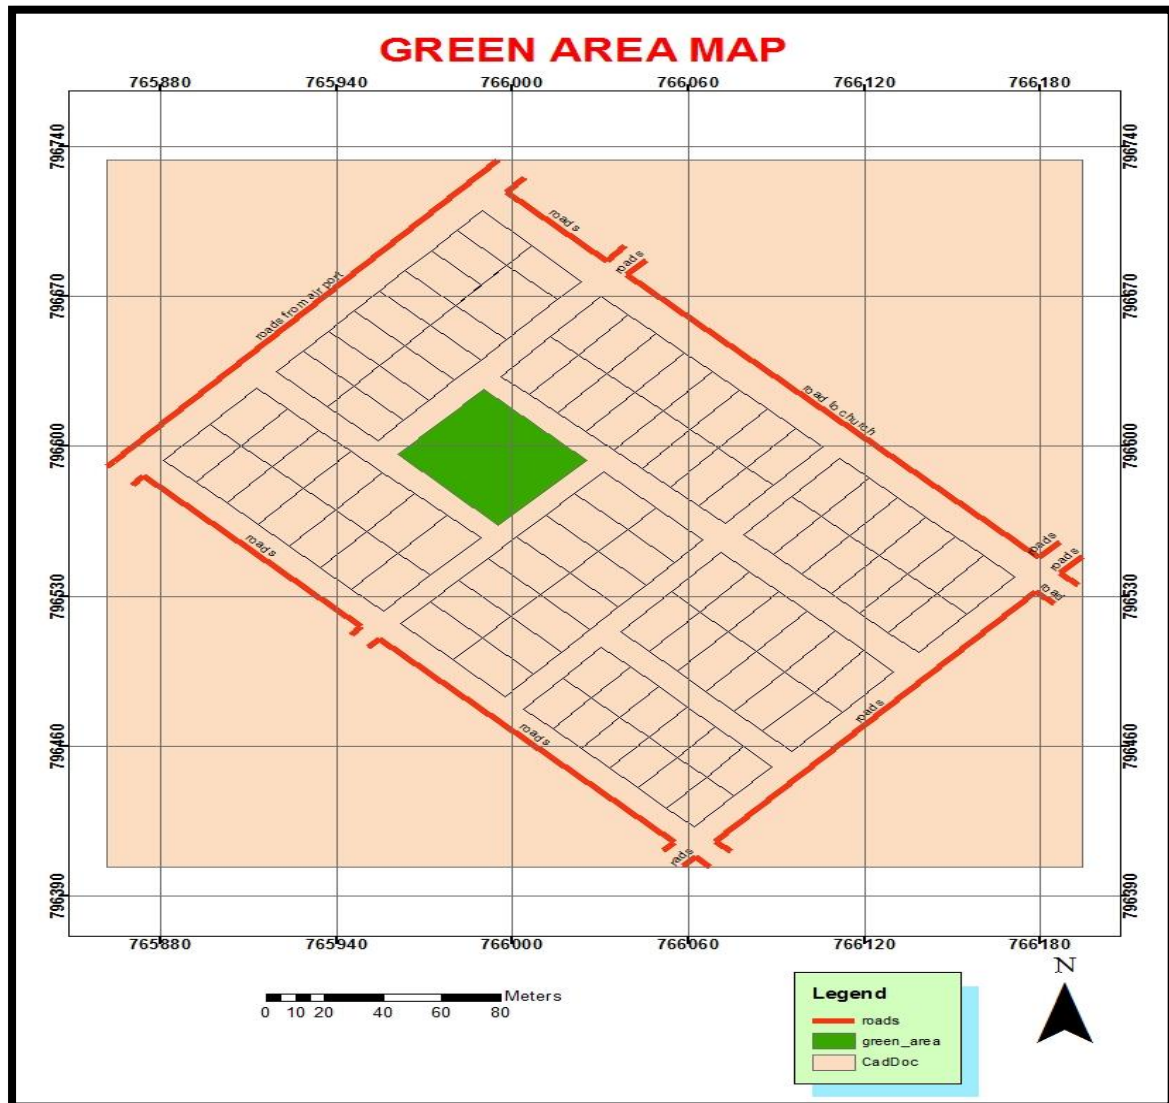 GREEN AREA MAP
765880 765940 766000 766060 766120 766180
796740 796740
roads
roads
roads from air port
796670 796670
road to church
796600 796600
roads
roads
roads
road
796530 796530
roads
roads
796460 796460
roads
rads
796390 796390
765880 765940 766000 766060 766120 766180
N
Meters
0 10 20 40 60 80
Legend
roads
green_area
CadDoc